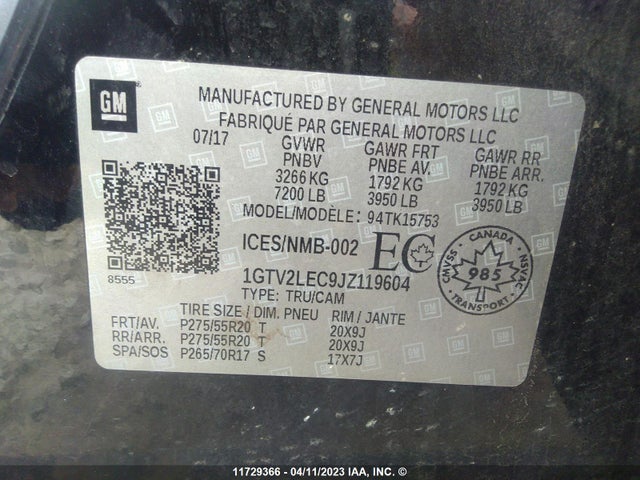 GM
MANUFACTURED BY GENERAL MOTORS LLC
FABRIQUÉ PAR GENERAL MOTORS LLC
07/17 GVWR GAWR FRT GAWR RR
PNBV PNBE AV. PNBE ARR.
3266 KG 1792 KG 1792 KG
7200 LB 3950 LB 3950 LB
MODEL/MODÈLE: 94TK15753
ICES/NMB-002 EC
CANADA
CMVSS 985 NSVAC
TRANSPORT
8555
1GTV2LEC9JZ119604
TYPE: TRU/CAM
TIRE SIZE / DIM. PNEU RIM / JANTE
FRT/AV. P275/55R20 T 20X9J
RR/ARR. P275/55R20 T 20X9J
SPA/SOS P265/70R17 S 17X7J
11729366 - 04/11/2023 IAA, INC. ©